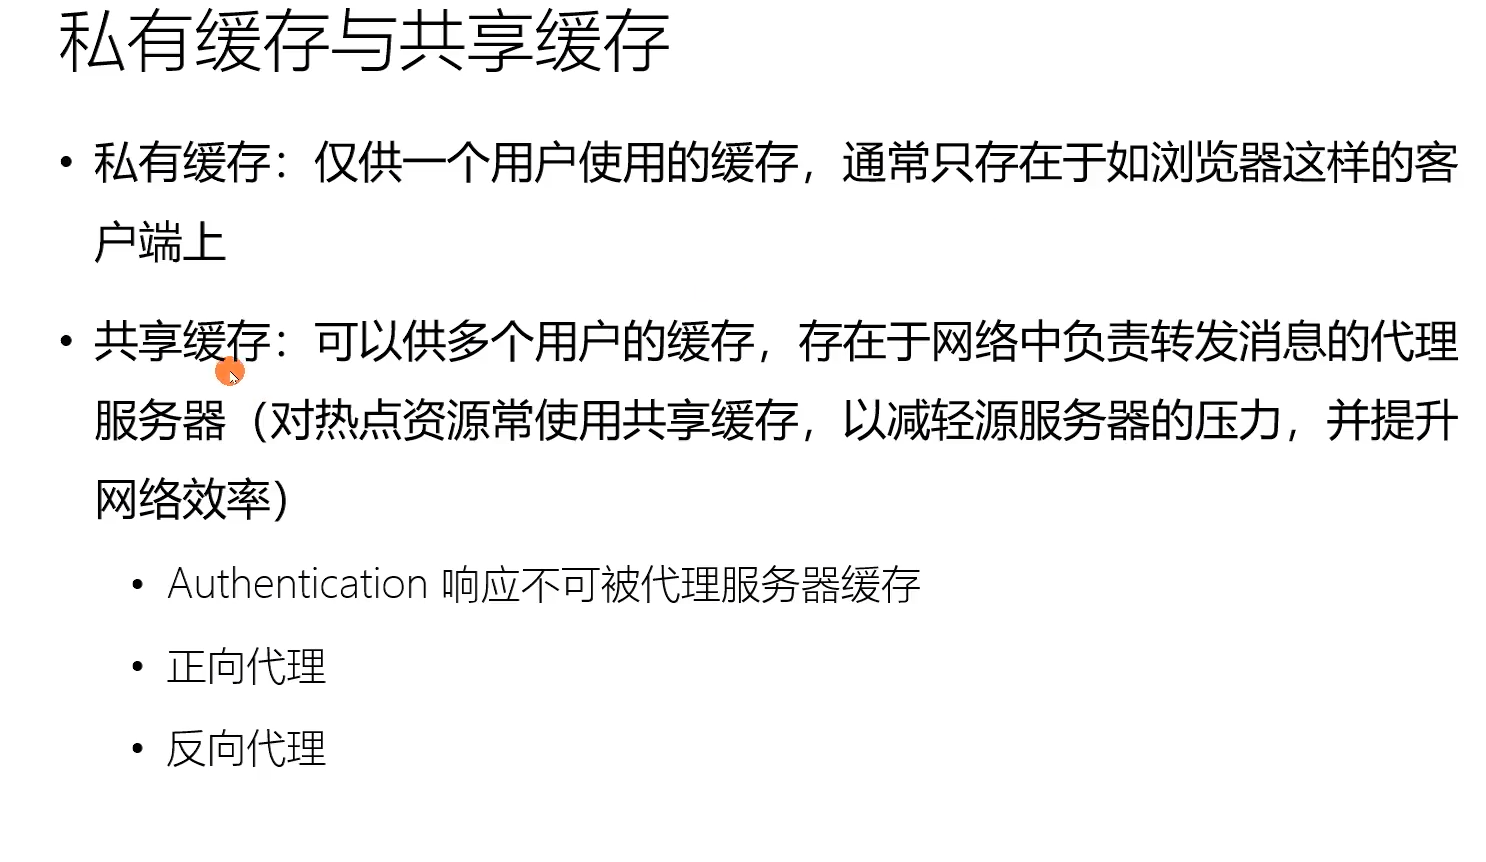 私有缓存与共享缓存
• 私有缓存：仅供一个用户使用的缓存，通常只存在于如浏览器这样的客
户端上
• 共享缓存：可以供多个用户的缓存，存在于网络中负责转发消息的代理
服务器（对热点资源常使用共享缓存，以减轻源服务器的压力，并提升
网络效率）
• Authentication 响应不可被代理服务器缓存
• 正向代理
• 反向代理